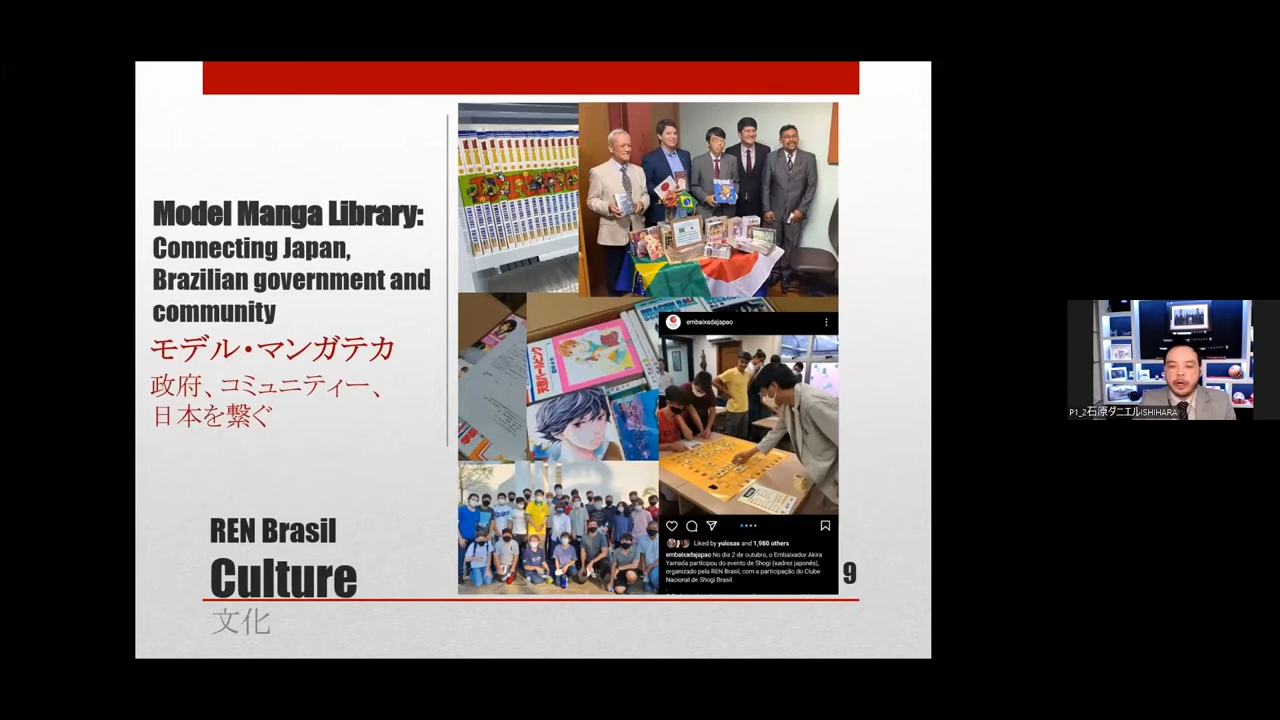 Model Manga Library:
Connecting Japan,
Brazilian government and
community
モデル・マンガテカ
政府、コミュニティー、
日本を繋ぐ
REN Brasil
Culture
文化
embaixadajapao
Liked by yulosax and 1,980 others
embaixadajapao No dia 2 de outubro, o Embaixador Akira
Yamada participou do evento de Shogi (xadrez japonês),
organizado pela REN Brasil, com a participação do Clube
Nacional de Shogi Brasil.
9
P1_2石原ダニエルISHIHARA